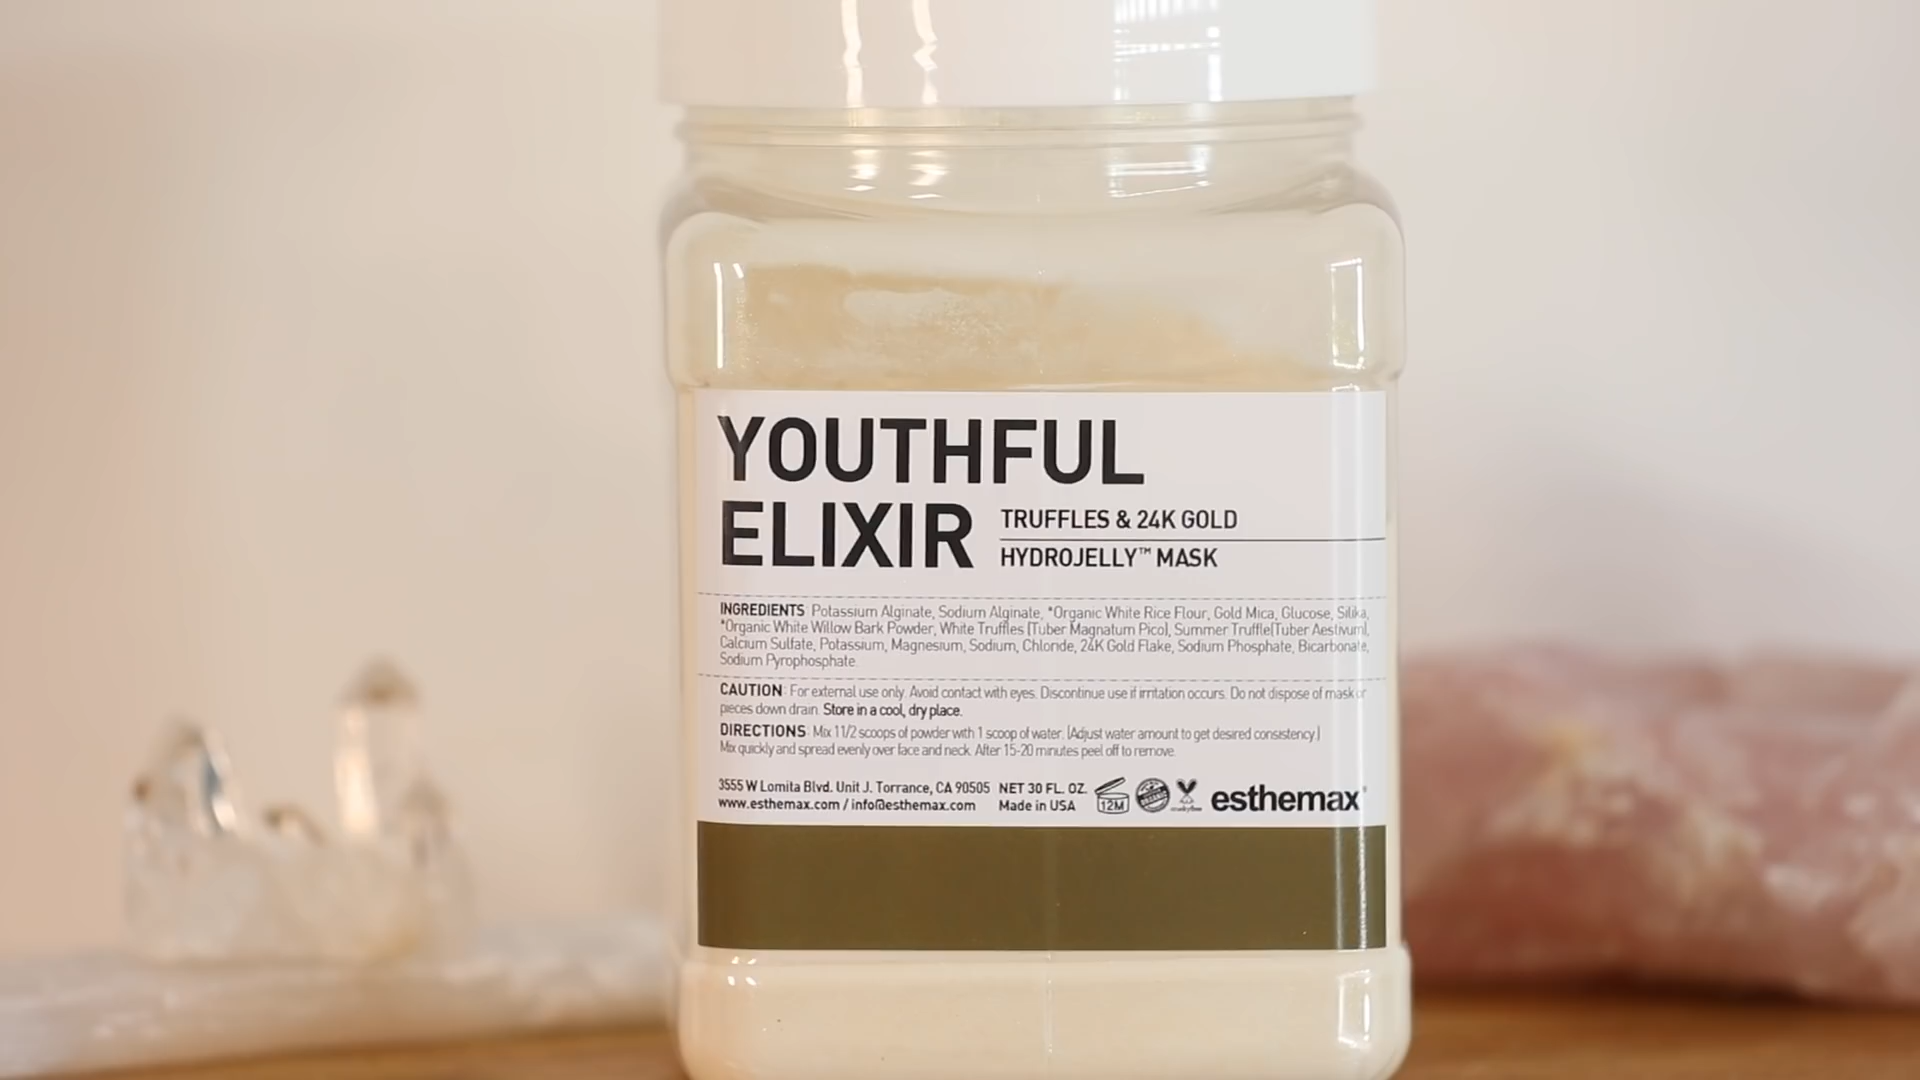 YOUTHFUL
ELIXIR
TRUFFLES & 24K GOLD
HYDROJELLY™ MASK
INGREDIENTS: Potassium Alginate, Sodium Alginate, *Organic White Rice Flour, Gold Mica, Glucose, Silika,
*Organic White Willow Bark Powder, White Truffles (Tuber Magnatum Pico), Summer Truffle(Tuber Aestivum),
Calcium Sulfate, Potassium, Magnesium, Sodium, Chloride, 24K Gold Flake, Sodium Phosphate, Bicarbonate,
Sodium Pyrophosphate.
CAUTION: For external use only. Avoid contact with eyes. Discontinue use if irritation occurs. Do not dispose of mask or
pieces down drain. Store in a cool, dry place.
DIRECTIONS: Mix 1 1/2 scoops of powder with 1 scoop of water. (Adjust water amount to get desired consistency.)
Mix quickly and spread evenly over face and neck. After 15-20 minutes peel off to remove.
3555 W Lomita Blvd. Unit J. Torrance, CA 90505
www.esthemax.com / info@esthemax.com
NET 30 FL. OZ.
Made in USA
12M
esthemax